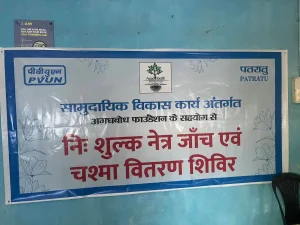 पीवीयूएन
PVUN
पतरातु
PATRATU
सामुदायिक विकास कार्य अंतर्गत
अगधबोध फाउंडेशन के सहयोग से
निः शुल्क नेत्र जाँच एवं
चश्मा वितरण शिविर